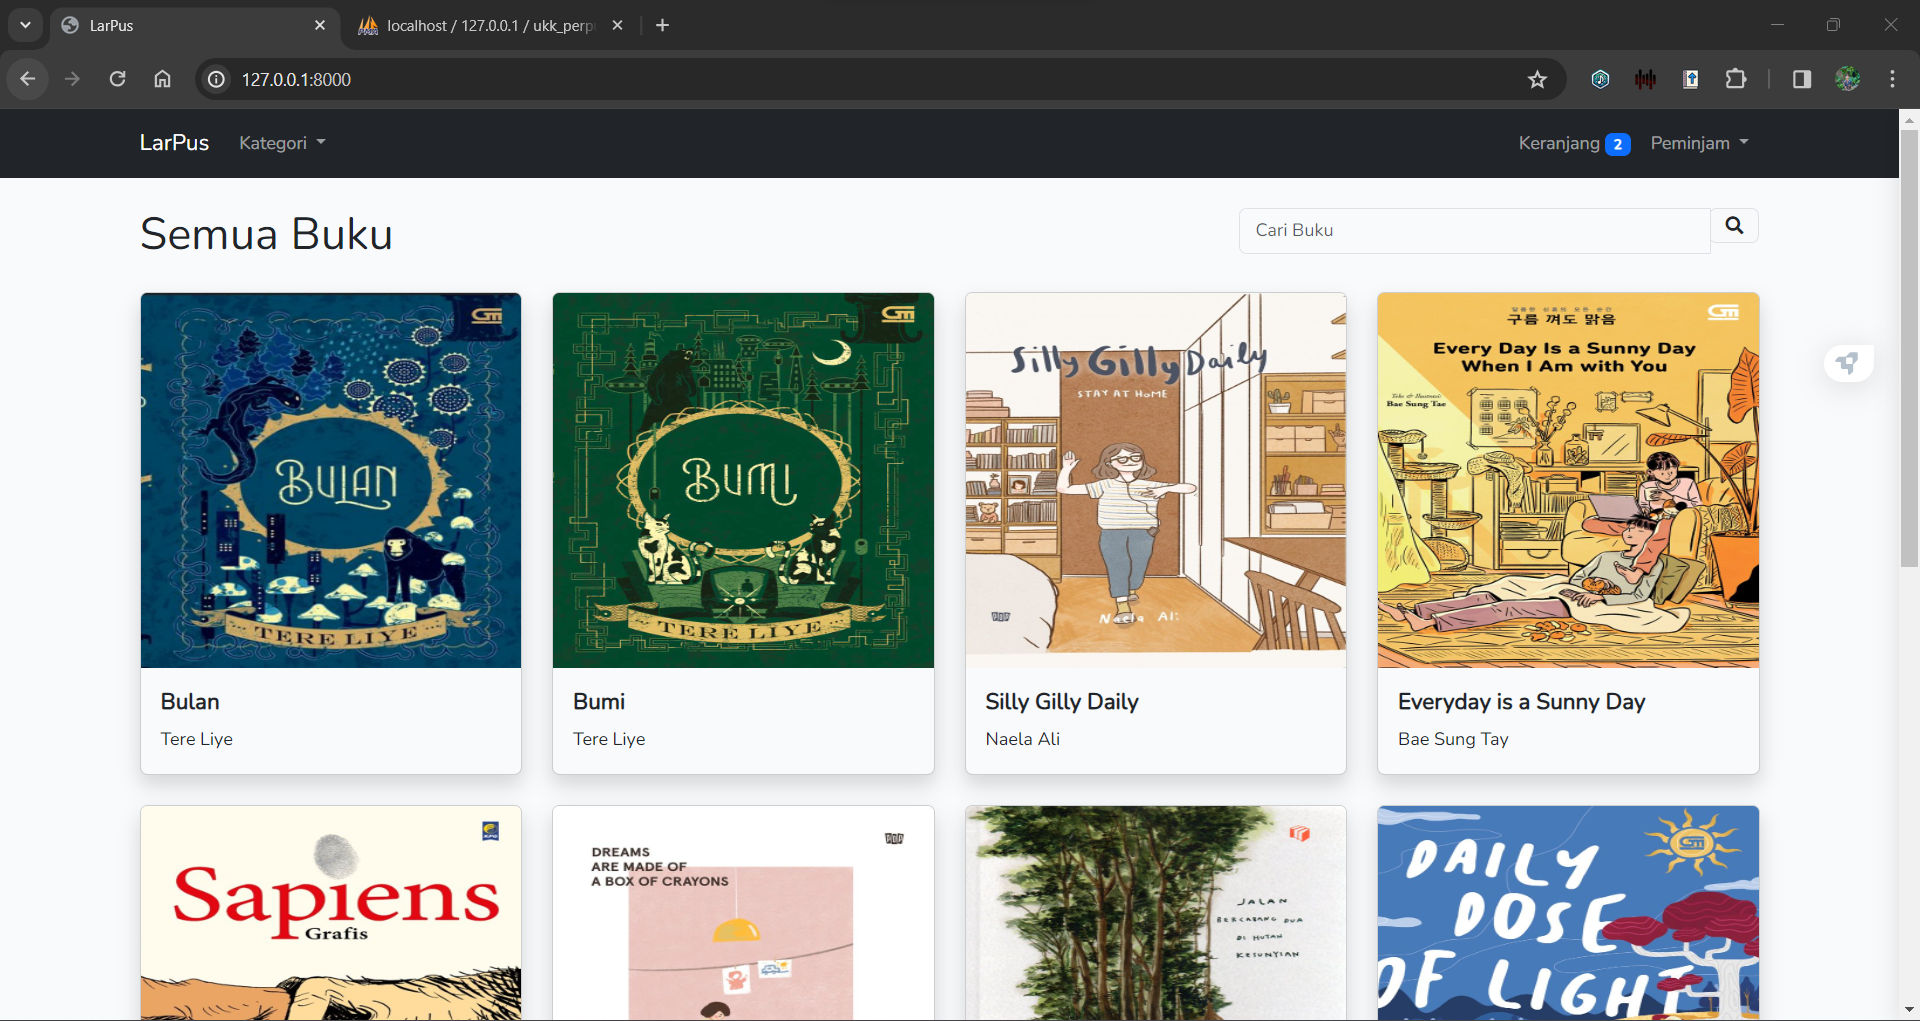 LarPus
localhost / 127.0.0.1 / ukk_perp
127.0.0.1:8000
LarPus
Kategori
Keranjang 2
Peminjam
Semua Buku
Cari Buku
BULAN
TERE LIYE
BUMI
TERE LIYE
Silly Gilly Daily
STAY AT HOME
POP
Naela Ali
구름 껴도 맑음
Every Day Is a Sunny Day
When I Am with You
Bae Sung Tae
Bulan
Tere Liye
Bumi
Tere Liye
Silly Gilly Daily
Naela Ali
Everyday is a Sunny Day
Bae Sung Tay
Sapiens
Grafis
POP
DREAMS
ARE MADE OF
A BOX OF CRAYONS
JALAN
BERCABANG DUA
DI HUTAN
KESUNYIAN
DAILY
DOSE
OF LIGHT